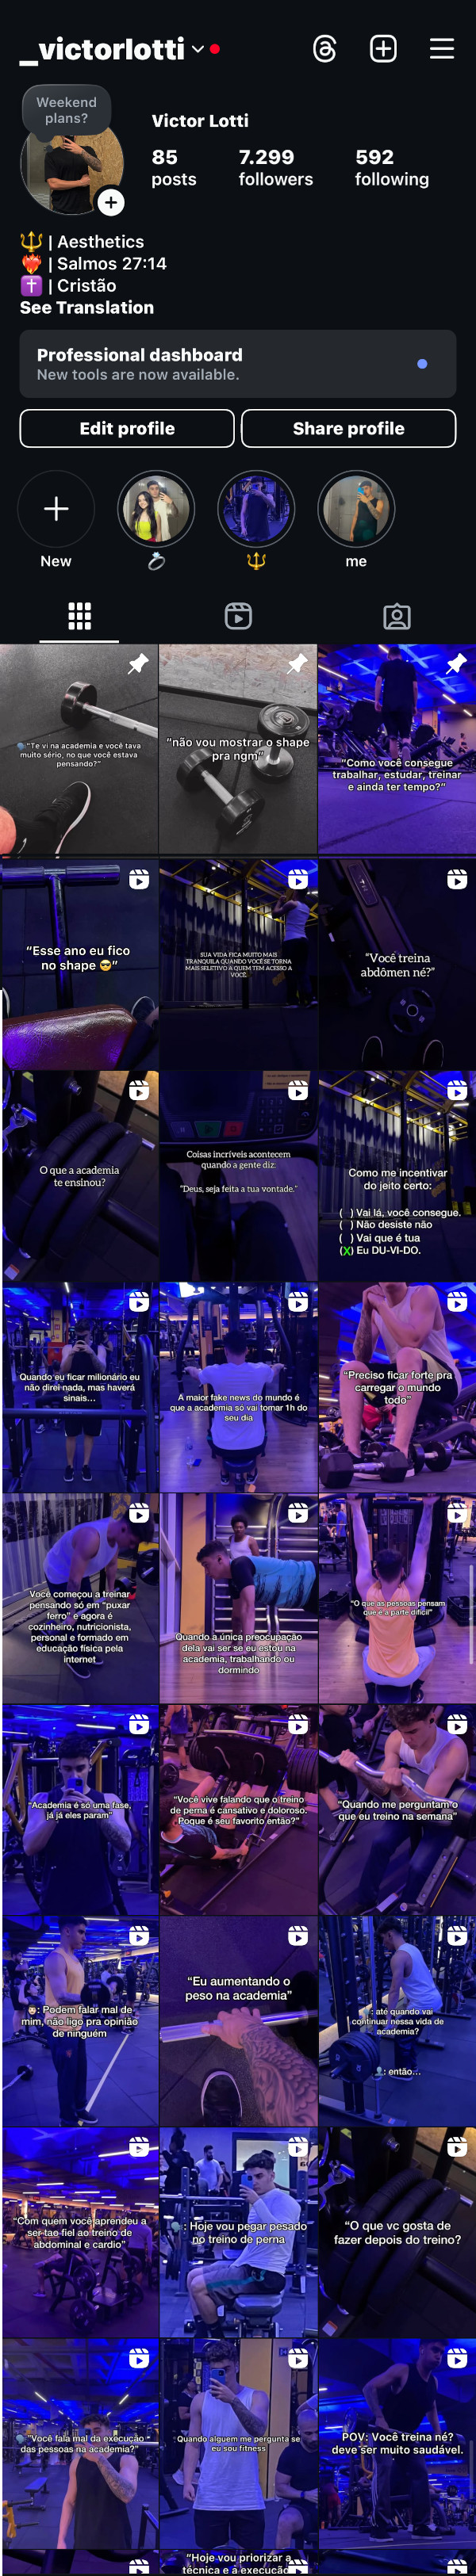 _victorlotti
Weekend
plans?
Victor Lotti
85
posts
7.299
followers
592
following
| Aesthetics
| Salmos 27:14
| Cristão
See Translation
Professional dashboard
New tools are now available.
Edit profile
Share profile
New
me
"Te vi na academia e você tava
muito sério, no que você estava
pensando?"
"não vou mostrar o shape
pra ngm"
"Como você consegue
trabalhar, estudar, treinar
e ainda ter tempo?"
"Esse ano eu fico
no shape 😎"
SUA VIDA FICA MUITO MAIS
TRANQUILA QUANDO VOCÊ SE TORNA
MAIS SELETIVO A QUEM TEM ACESSO A
VOCÊ.
"Você treina
abdômen né?"
O que a academia
te ensinou?
Coisas incríveis acontecem
quando a gente diz:
"Deus, seja feita a tua vontade."
Como me incentivar
do jeito certo:
( ) Vai lá, você consegue.
( ) Não desiste não
( ) Vai que é tua
(X) Eu DU-VI-DO.
Quando eu ficar milionário eu
não direi nada, mas haverá
sinais...
A maior fake news do mundo é
que a academia só vai tomar 1h do
seu dia
"Preciso ficar forte pra
carregar o mundo
todo"
Você começou a treinar
pensando só em "puxar
ferro" e agora é
cozinheiro, nutricionista,
personal e formado em
educação física pela
internet
Quando a única preocupação
dela vai ser se eu estou na
academia, trabalhando ou
dormindo
"O que as pessoas pensam
que é a parte difícil"
"Academia é só uma fase,
já já eles param"
"Você vive falando que o treino
de perna é cansativo e doloroso.
Poque é seu favorito então?"
"Quando me perguntam o
que eu treino na semana"
: Podem falar mal de
mim, não ligo pra opinião
de ninguém
"Eu aumentando o
peso na academia"
: até quando vai
continuar nessa vida de
academia?
: então...
"Com quem você aprendeu a
ser tão fiel ao treino de
abdominal e cardio"
: Hoje vou pegar pesado
no treino de perna
"O que vc gosta de
fazer depois do treino?
"Você fala mal da execução
das pessoas na academia?"
Quando alguém me pergunta se
eu sou fitness
POV: Você treina né?
deve ser muito saudável.
"Hoje vou priorizar a
técnica e a execução